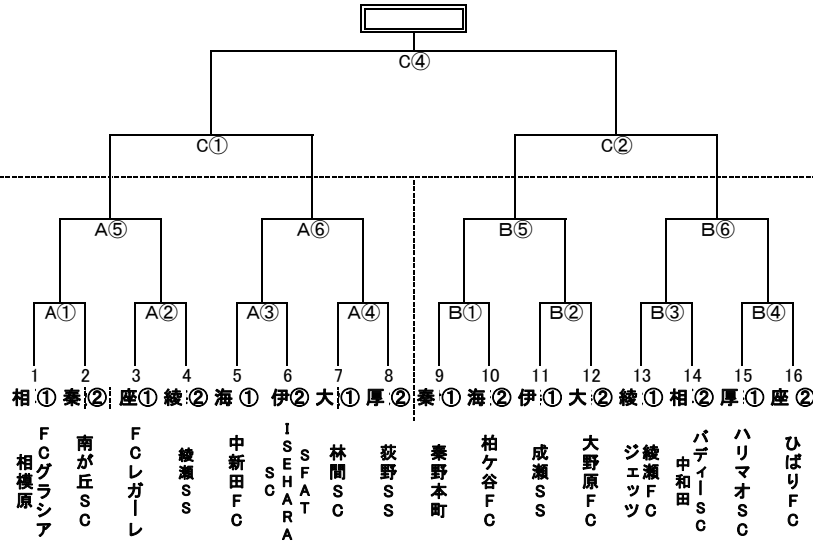 C④
C①
C②
A⑤
A⑥
B⑤
B⑥
A①
A②
A③
A④
B①
B②
B③
B④
1
2
3
4
5
6
7
8
9
10
11
12
13
14
15
16
相①
秦②
座①
綾②
海①
伊②
大①
厚②
秦①
海②
伊①
大②
綾①
相②
厚①
座②
FCグラシア
相模原
南が丘SC
FCレガーレ
綾瀬SS
中新田FC
SFAT
ISEHARA
SC
林間SC
荻野SS
秦野本町
柏ケ谷FC
成瀬SS
大野原FC
綾瀬FC
ジェッツ
バディーSC
中和田
ハリマオSC
ひばりFC